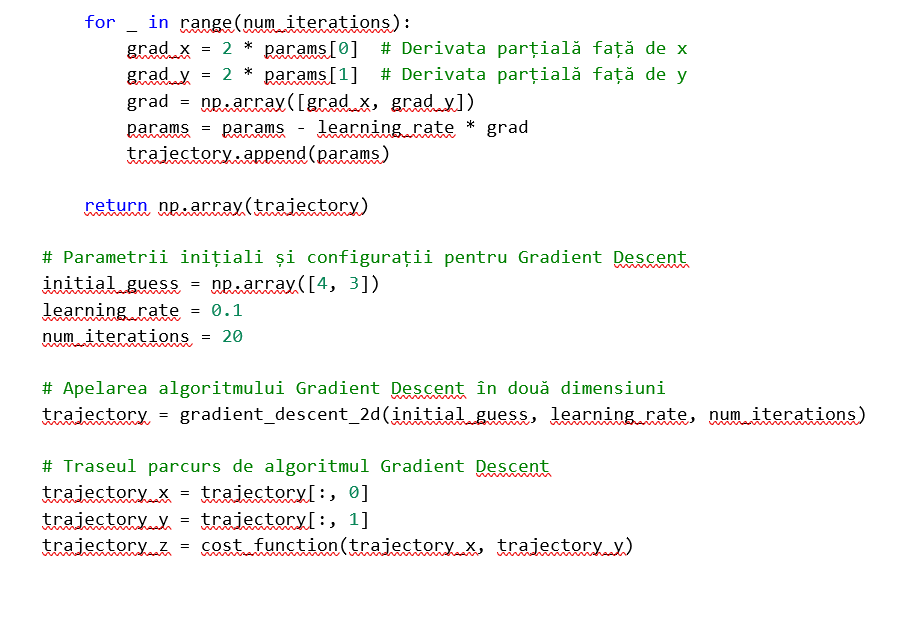 for _ in range(num_iterations):
grad_x = 2 * params[0]  # Derivata parțială față de x
grad_y = 2 * params[1]  # Derivata parțială față de y
grad = np.array([grad_x, grad_y])
params = params - learning_rate * grad
trajectory.append(params)
return np.array(trajectory)
# Parametrii inițiali și configurații pentru Gradient Descent
initial_guess = np.array([4, 3])
learning_rate = 0.1
num_iterations = 20
# Apelarea algoritmului Gradient Descent în două dimensiuni
trajectory = gradient_descent_2d(initial_guess, learning_rate, num_iterations)
# Traseul parcurs de algoritmul Gradient Descent
trajectory_x = trajectory[:, 0]
trajectory_y = trajectory[:, 1]
trajectory_z = cost_function(trajectory_x, trajectory_y)